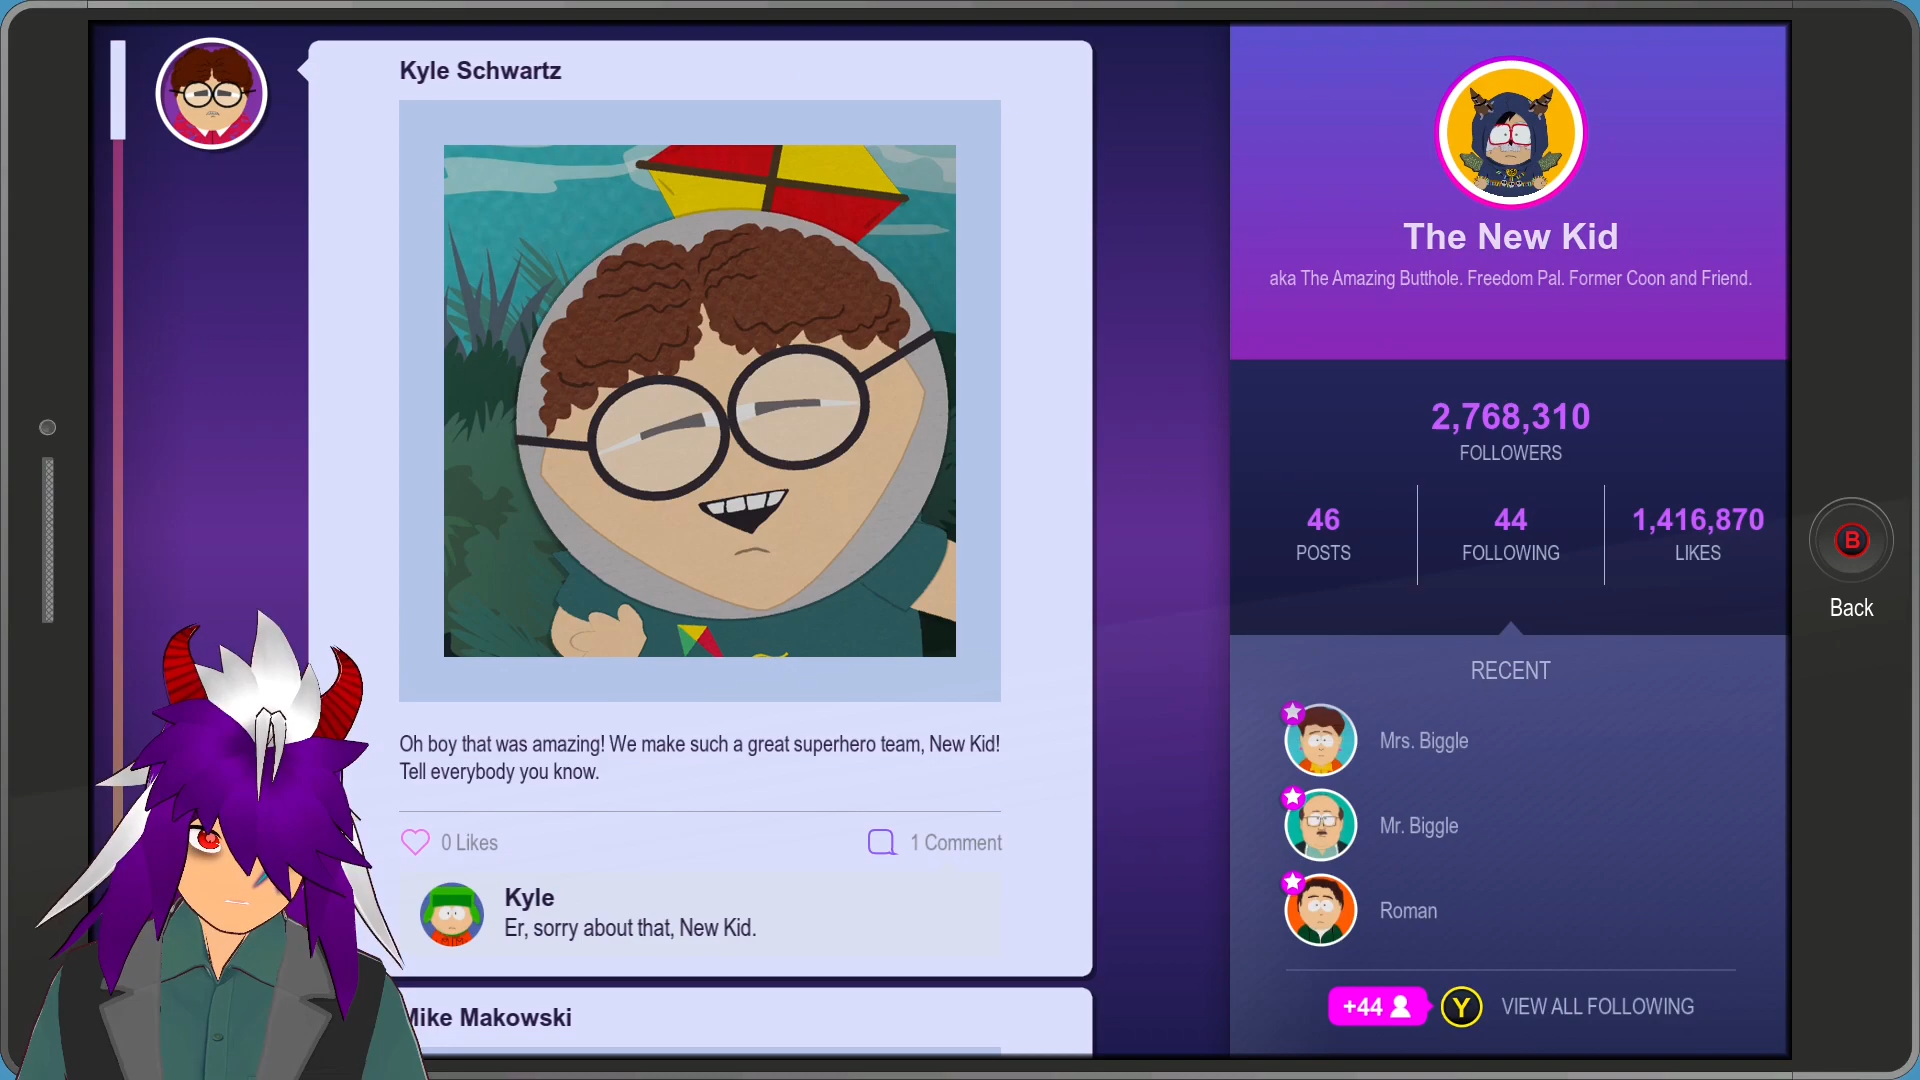 Kyle Schwartz
Oh boy that was amazing! We make such a great superhero team, New Kid!
Tell everybody you know.
0 Likes
1 Comment
Kyle
Er, sorry about that, New Kid.
Mike Makowski
The New Kid
aka The Amazing Butthole. Freedom Pal. Former Coon and Friend.
2,768,310
FOLLOWERS
46
POSTS
44
FOLLOWING
1,416,870
LIKES
RECENT
Mrs. Biggle
Mr. Biggle
Roman
+44
Y
VIEW ALL FOLLOWING
B
Back